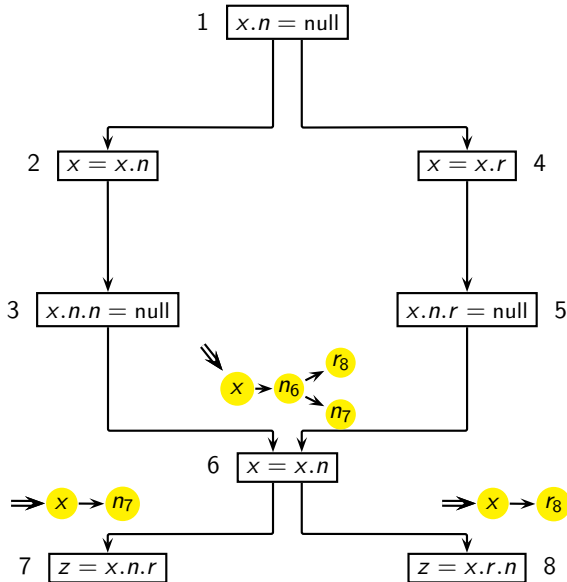 1 x.n = null
2 x = x.n
x = x.r 4
3 x.n.n = null
x.n.r = null 5
r8
x n6
n7
6 x = x.n
x n7
x r8
7 z = x.n.r
z = x.r.n 8